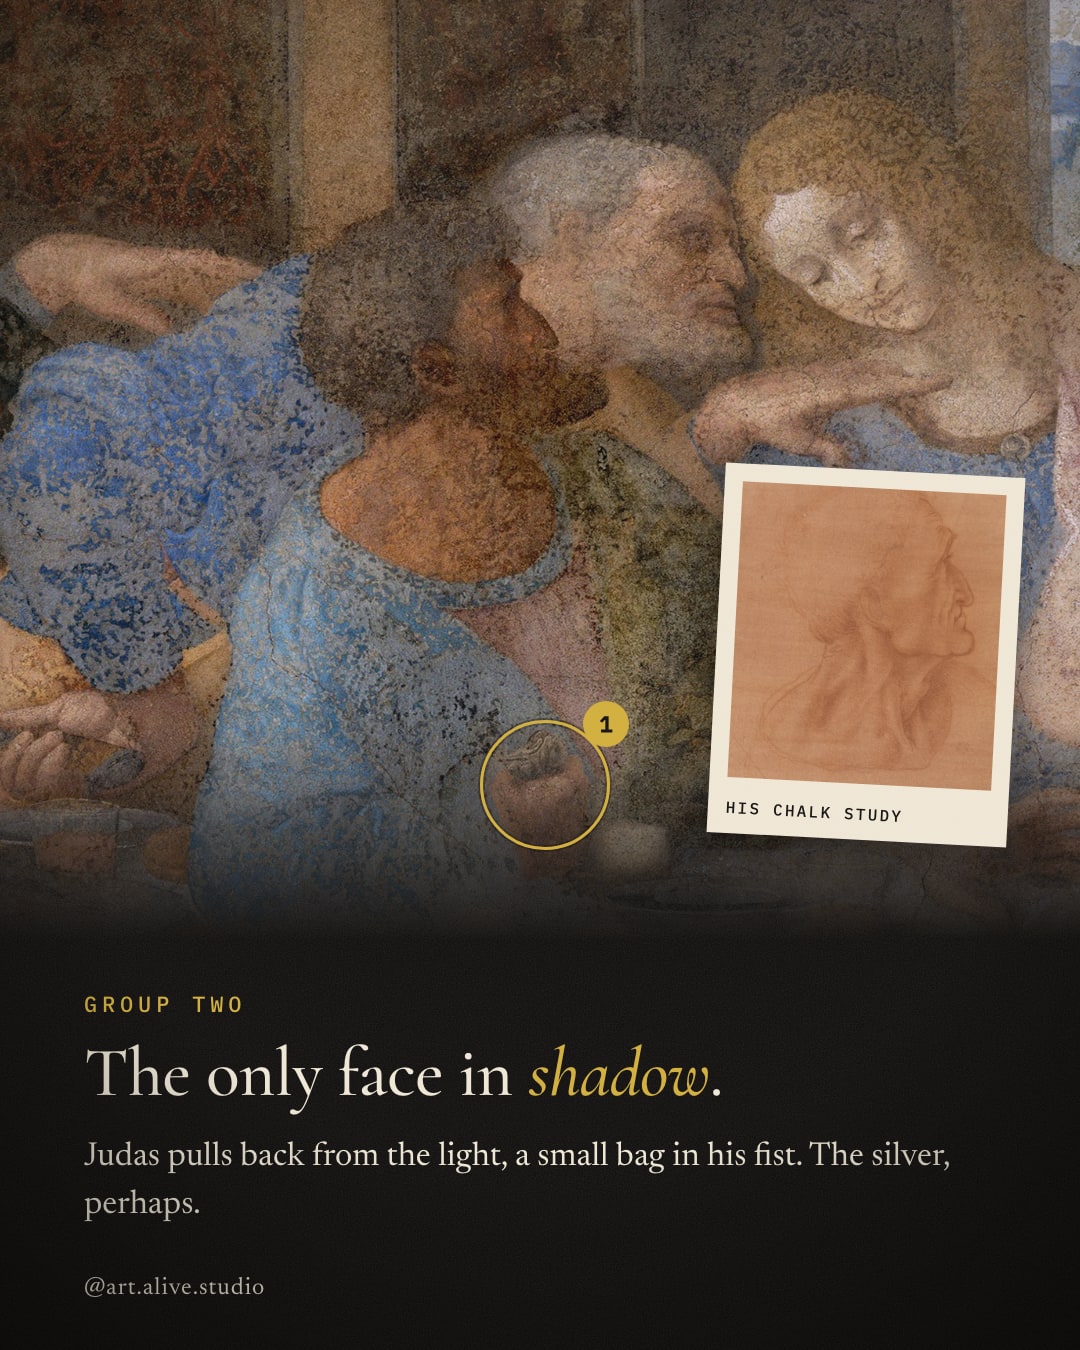 1
HIS CHALK STUDY
GROUP TWO
The only face in shadow.
Judas pulls back from the light, a small bag in his fist. The silver,
perhaps.
@art.alive.studio